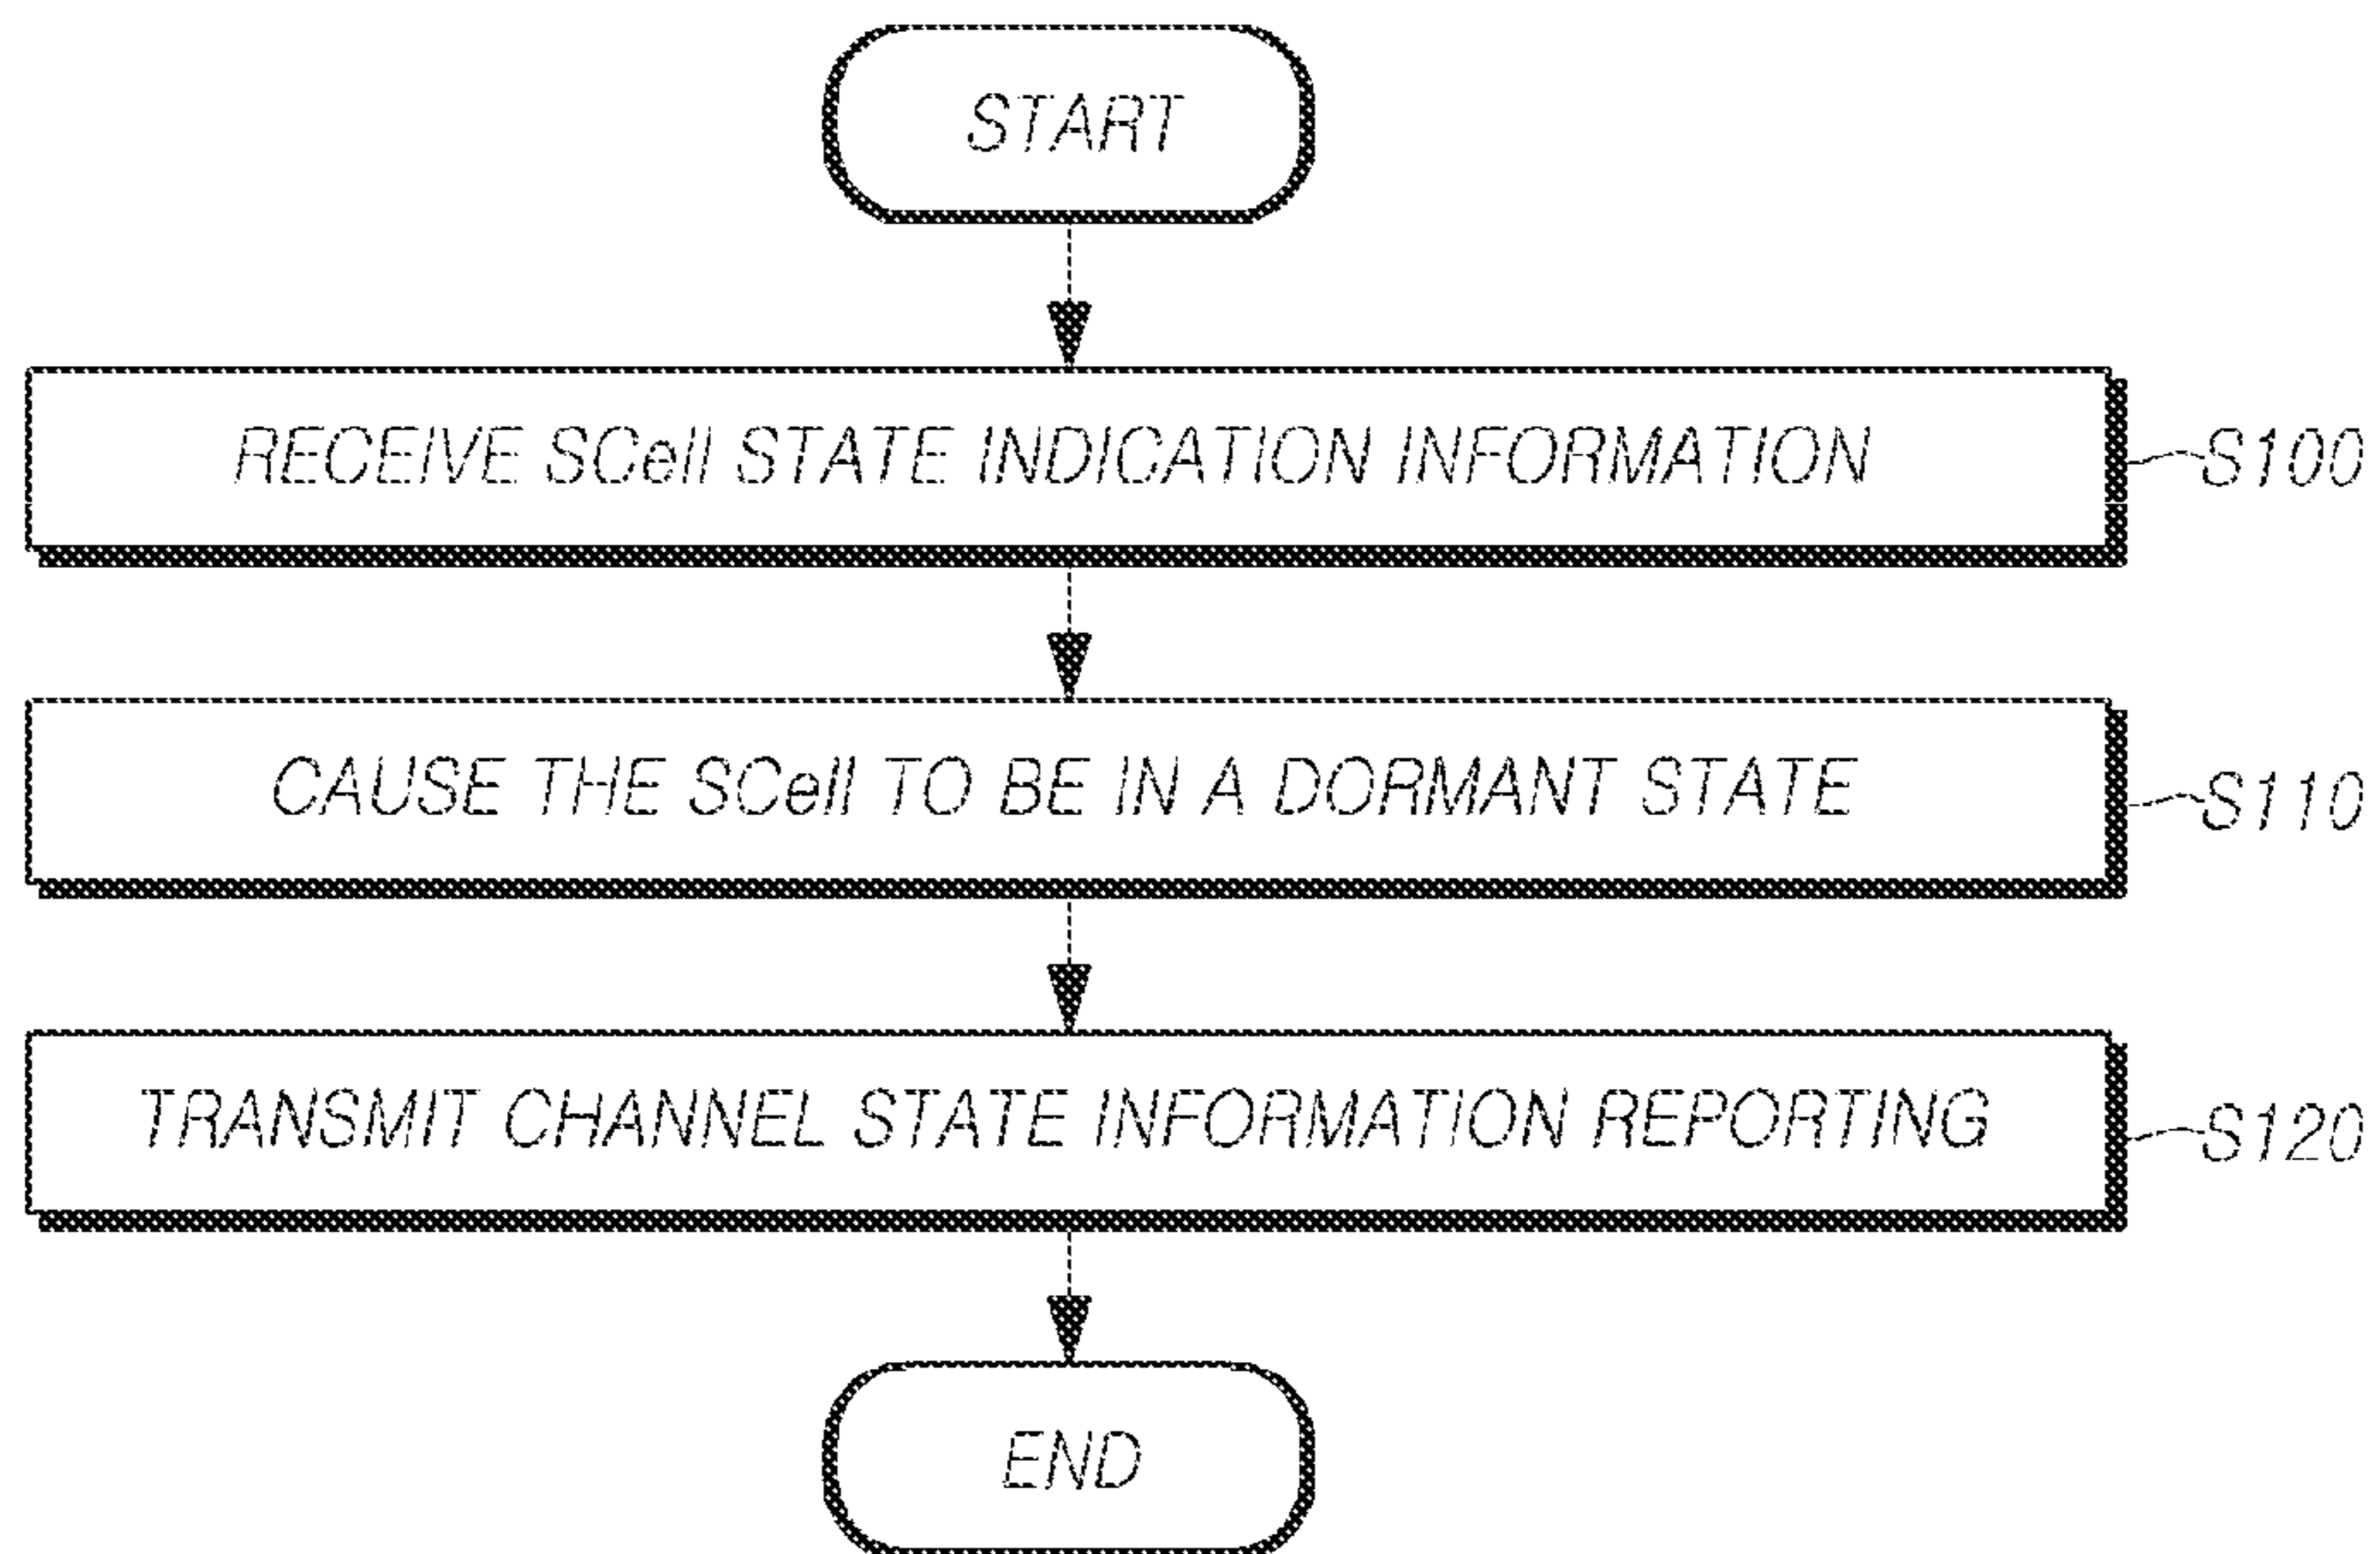 START
RECEIVE SCell STATE INDICATION INFORMATION
S100
CAUSE THE SCell TO BE IN A DORMANT STATE
S110
TRANSMIT CHANNEL STATE INFORMATION REPORTING
S120
END